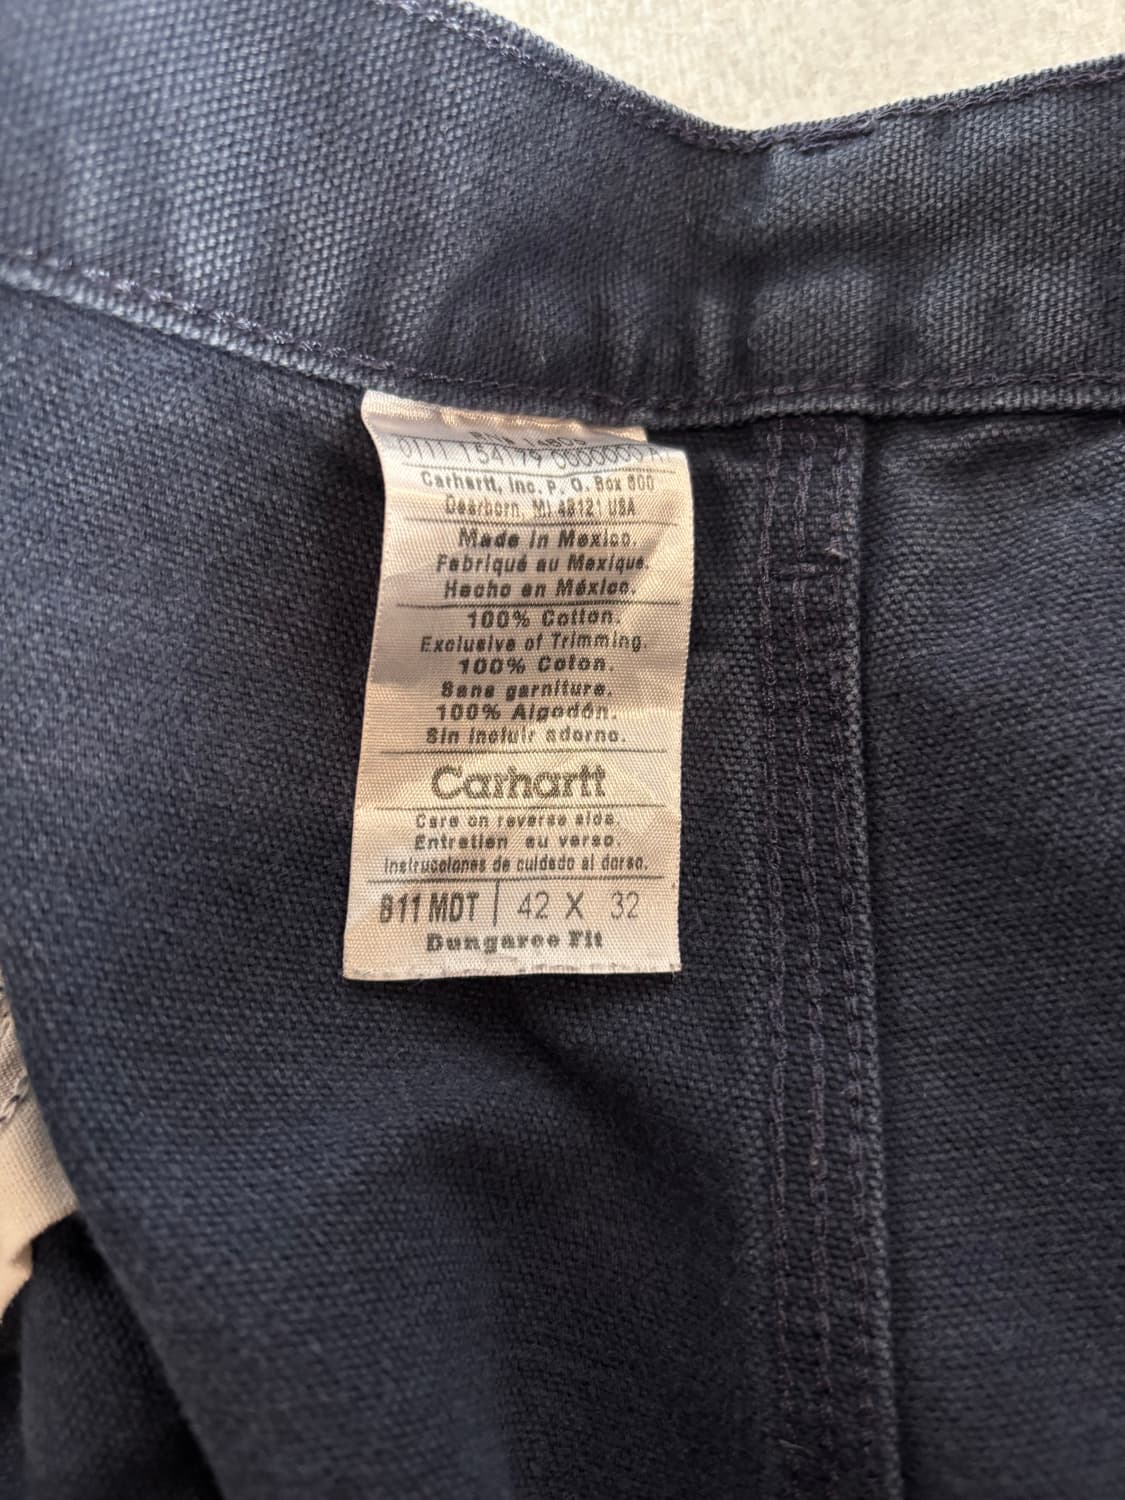 RN# 14806
0111 154179 0000000 A
Carhartt, Inc. P. O. Box 600
Dearborn, MI 48121 USA
Made in Mexico.
Fabriqué au Mexique.
Hecho en México.
100% Cotton.
Exclusive of Trimming.
100% Coton.
Sans garniture.
100% Algodón.
Sin incluir adorno.
Carhartt
Care on reverse side.
Entretien au verso.
Instrucciones de cuidado al dorso.
B11 MDT | 42 X 32
Dungaree Fit